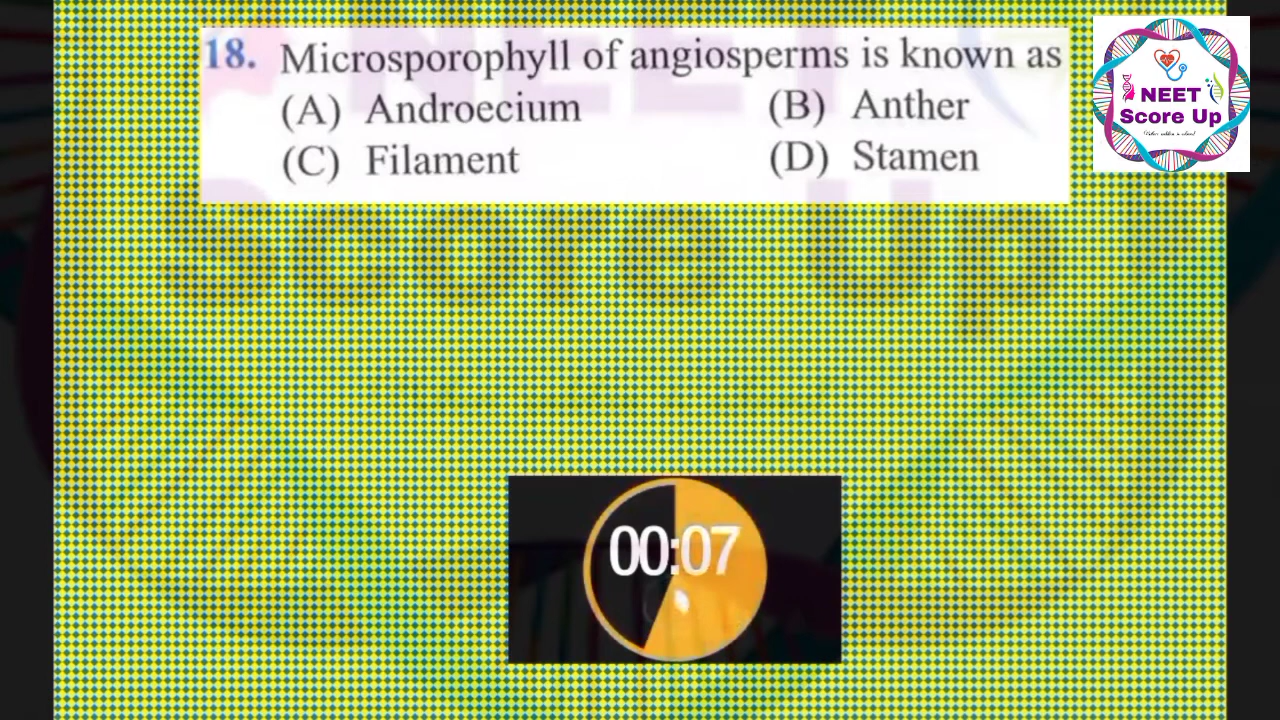 18. Microsporophyll of angiosperms is known as
(A) Androecium (B) Anther
(C) Filament (D) Stamen
NEET
Score Up
00:07